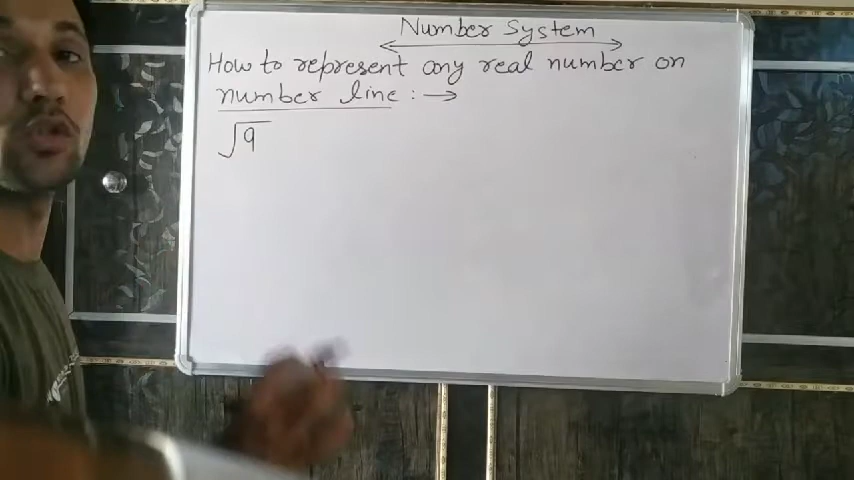 Number System
How to represent any real number on
number line : →
√9